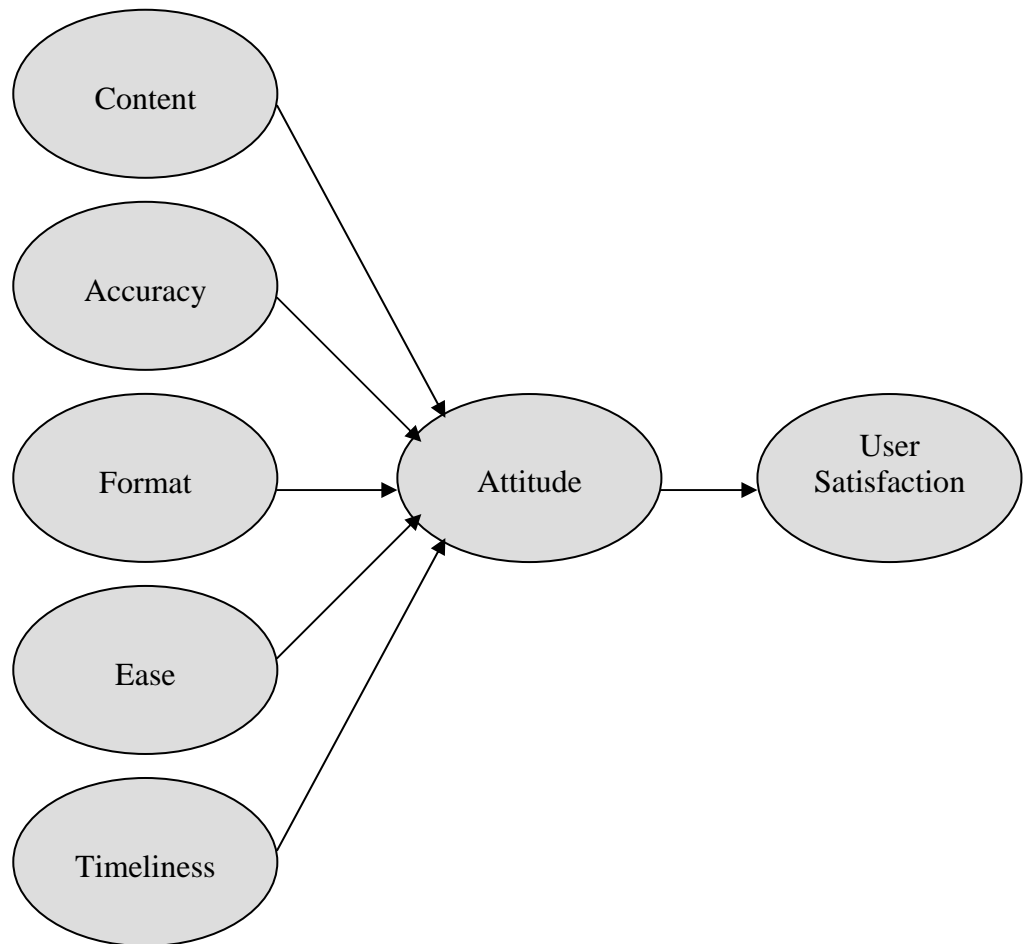 Content
Accuracy
Format
Attitude
User
Satisfaction
Ease
Timeliness